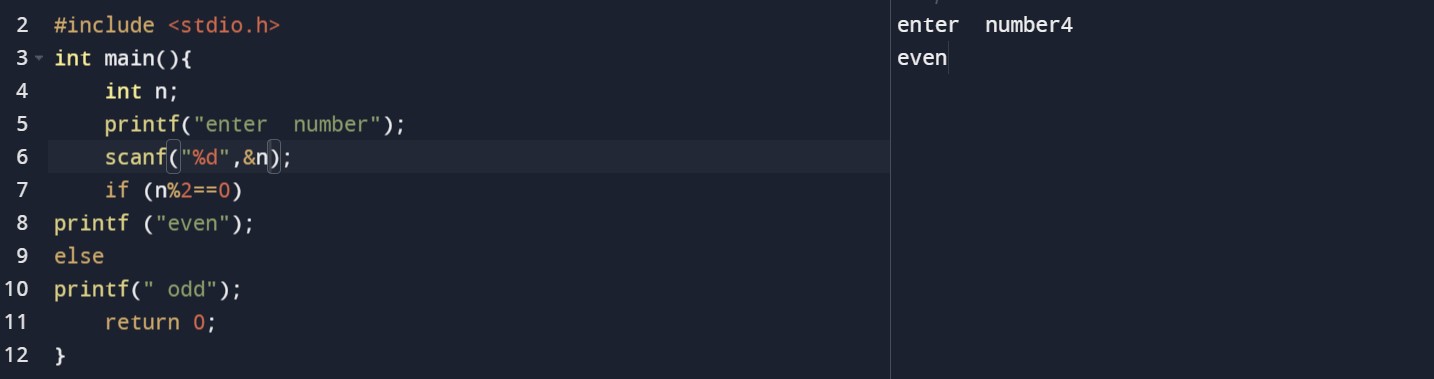 2 #include <stdio.h>
3 int main(){
4     int n;
5     printf("enter  number");
6     scanf("%d",&n);
7     if (n%2==0)
8 printf ("even");
9 else
10 printf(" odd");
11     return 0;
12 }
enter  number4
even